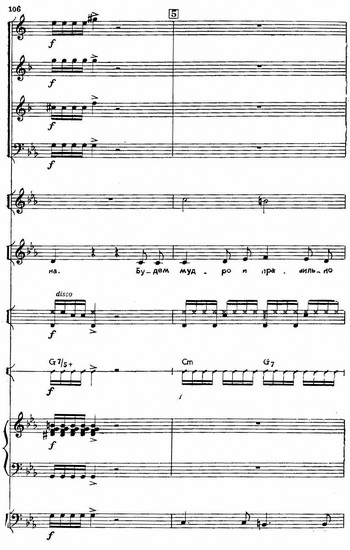 106
5
f
f
f
f
на. Бу-дем муд - ро и пра - виль-но
disco
f
G7/5+ Cm G7
f
f
f